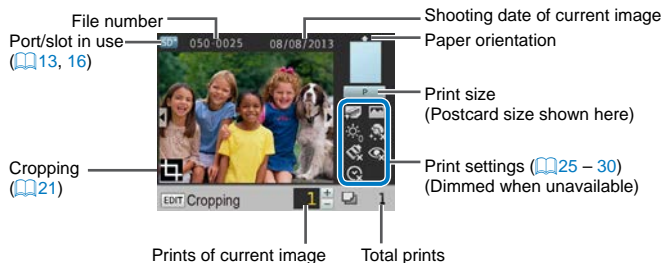 File number
Shooting date of current image
Port/slot in use
(13, 16)
Paper orientation
SD
050-0025
08/08/2013
P
Print size
(Postcard size shown here)
Cropping
(21)
Print settings (25 – 30)
(Dimmed when unavailable)
EDIT Cropping
1
+
-
1
Prints of current image
Total prints